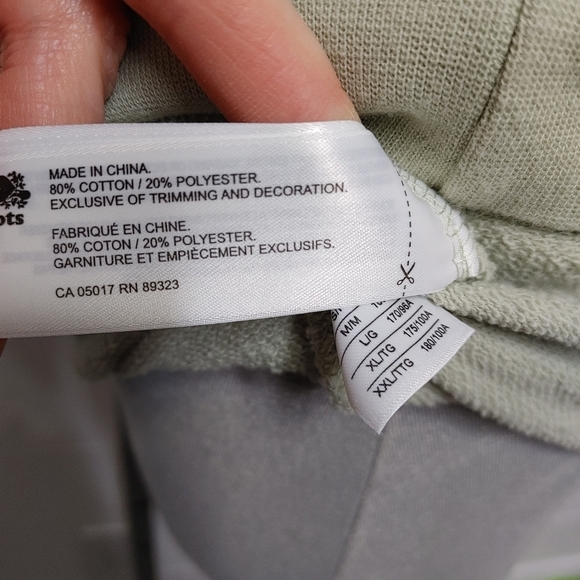 MADE IN CHINA.
80% COTTON / 20% POLYESTER.
EXCLUSIVE OF TRIMMING AND DECORATION.
FABRIQUÉ EN CHINE.
80% COTON / 20% POLYESTER.
GARNITURE ET EMPIÈCEMENT EXCLUSIFS.
CA 05017 RN 89323
M/M
L/G 170/96A
XL/TG 175/100A
XXL/TTG 180/100A